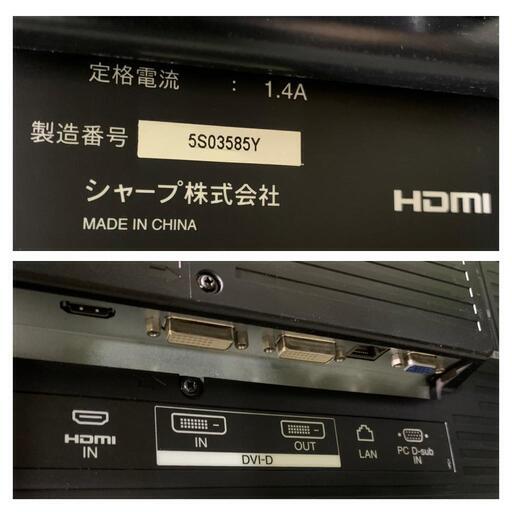 定格電流 : 1.4A
製造番号 5S03585Y
シャープ株式会社
HDMI
MADE IN CHINA
HDMI
IN
IN
OUT
DVI-D
LAN
PC D-sub
IN